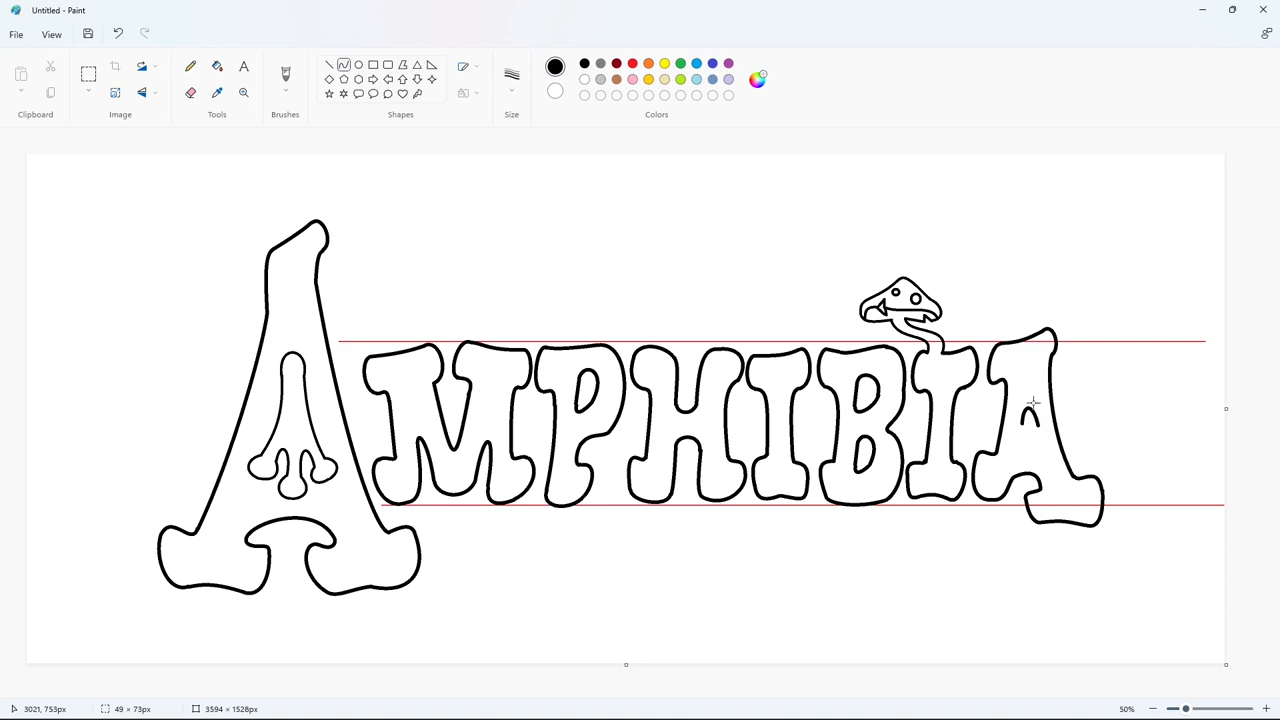 Untitled - Paint
File View
Clipboard Image Tools Brushes Shapes Size Colors
AMPHIBIA
3021, 753px 49 × 73px 3594 × 1528px 50%